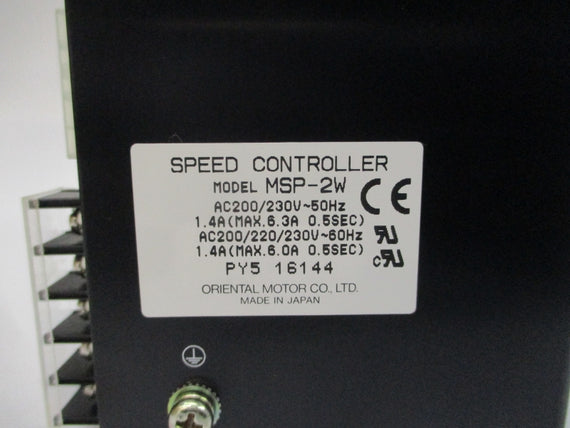 SPEED CONTROLLER
MODEL MSP-2W
CE
AC200/230V~50Hz
1.4A(MAX.6.3A 0.5SEC)
AC200/220/230V~60Hz
1.4A(MAX.6.0A 0.5SEC)
PY5 16144
ORIENTAL MOTOR CO., LTD.
MADE IN JAPAN